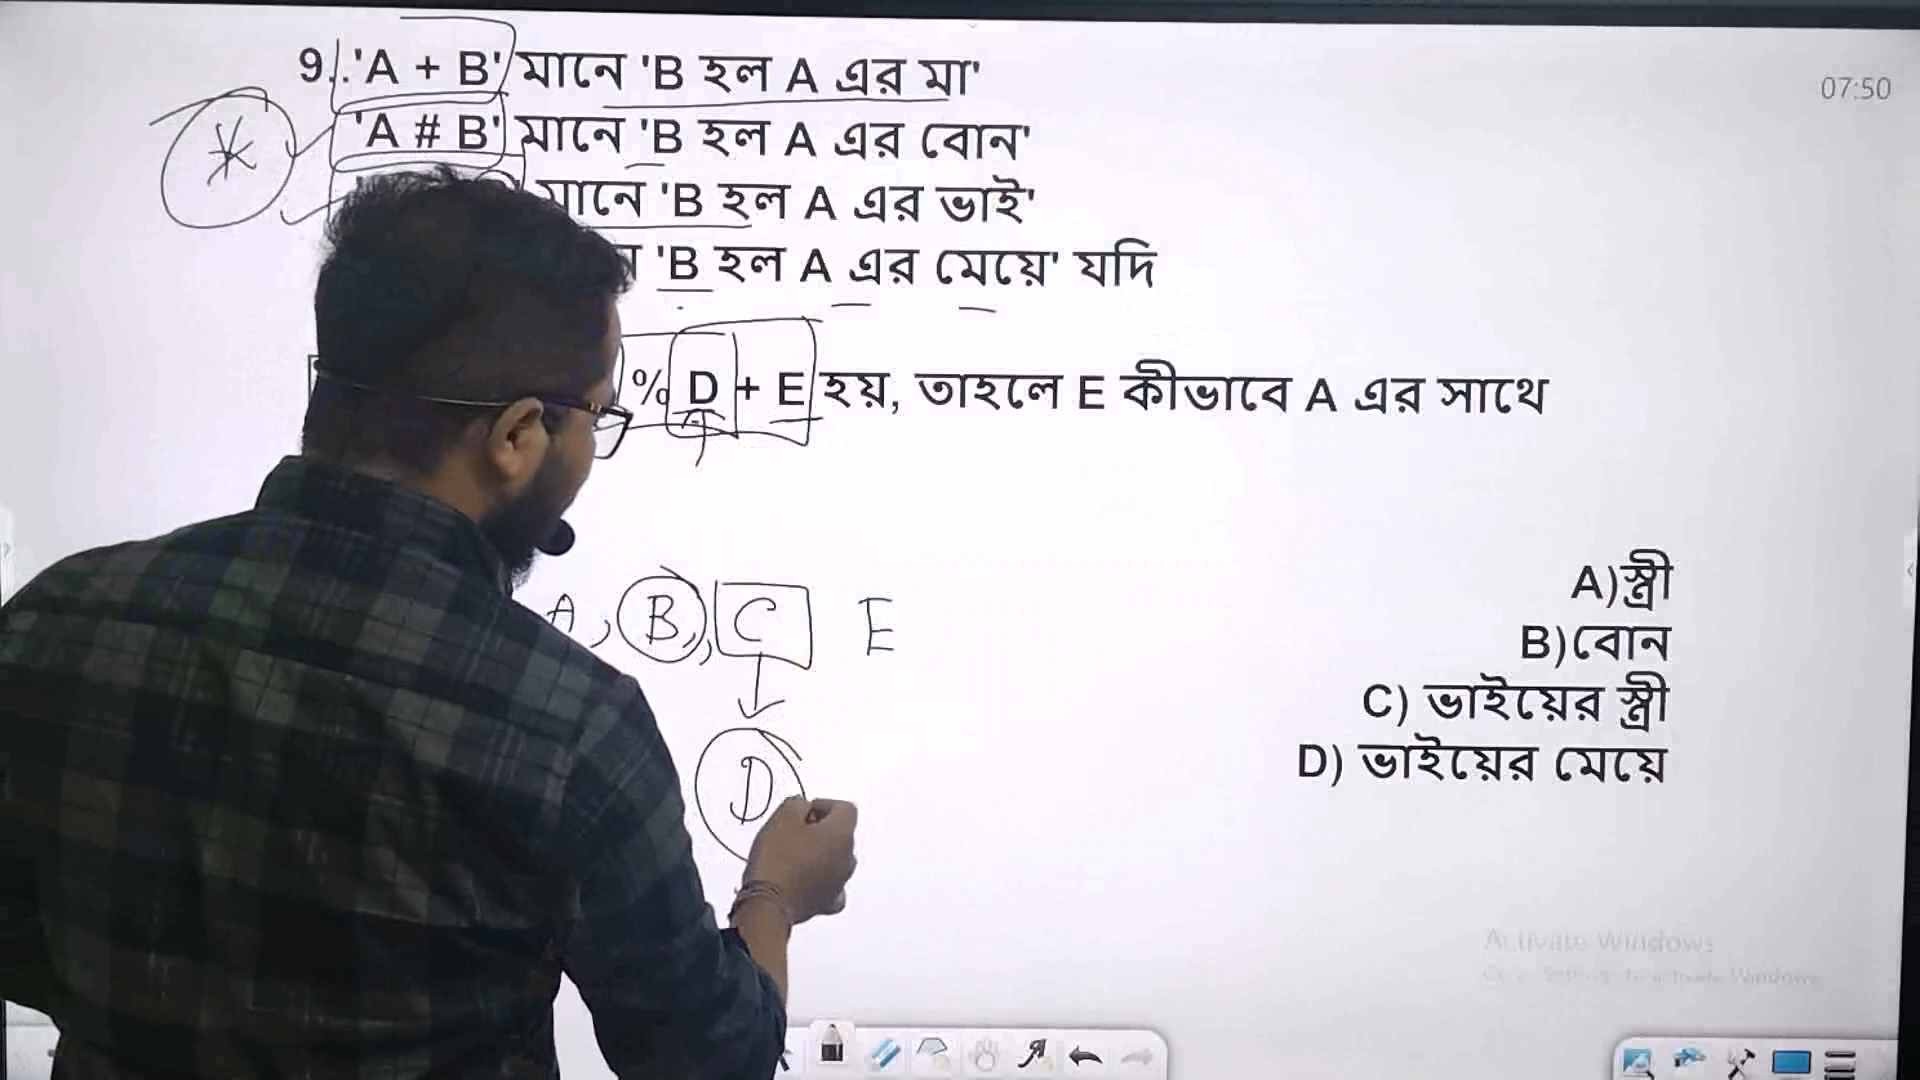 9. 'A + B' মানে 'B হল A এর মা'
07:50
'A # B' মানে 'B হল A এর বোন'
মানে 'B হল A এর ভাই'
'B হল A এর মেয়ে' যদি
% D + E হয়, তাহলে E কীভাবে A এর সাথে
A)স্ত্রী
A, B, C E
B)বোন
C) ভাইয়ের স্ত্রী
D
D) ভাইয়ের মেয়ে
Activate Windows